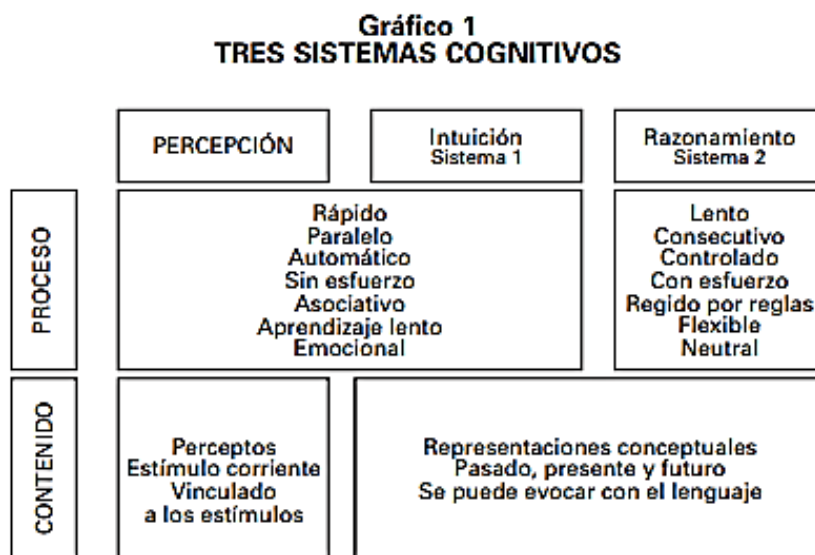 Gráfico 1
TRES SISTEMAS COGNITIVOS
PERCEPCIÓN
Intuición
Sistema 1
Razonamiento
Sistema 2
PROCESO
Rápido
Paralelo
Automático
Sin esfuerzo
Asociativo
Aprendizaje lento
Emocional
Lento
Consecutivo
Controlado
Con esfuerzo
Regido por reglas
Flexible
Neutral
CONTENIDO
Perceptos
Estímulo corriente
Vinculado
a los estímulos
Representaciones conceptuales
Pasado, presente y futuro
Se puede evocar con el lenguaje